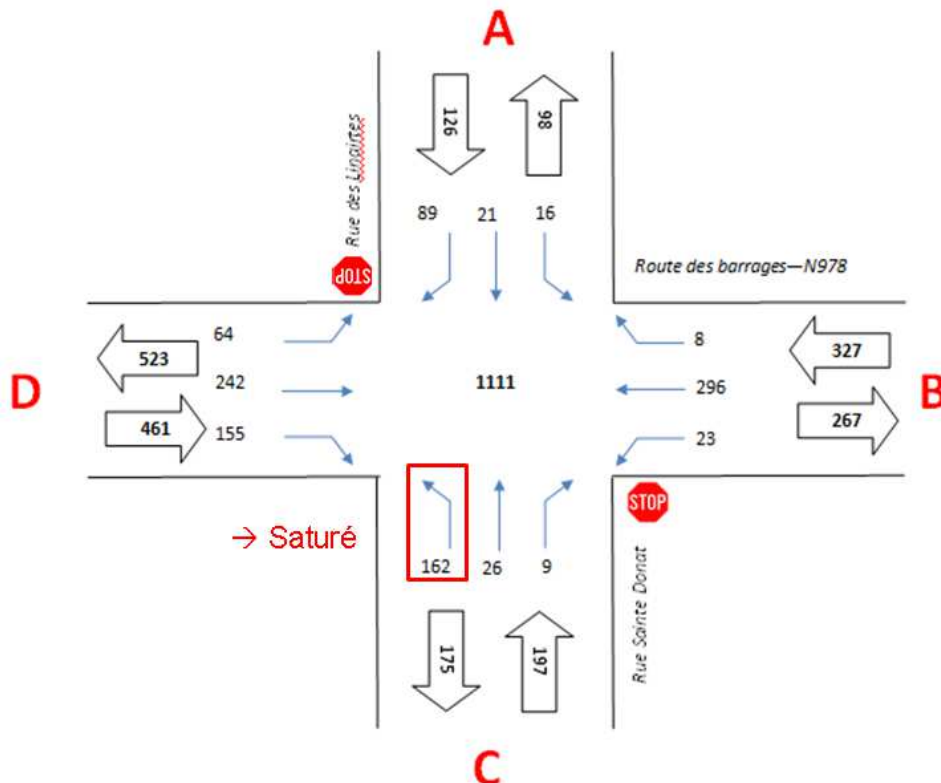 A
126
98
Rue des Linaittes
STOP
89 21 16
Route des barrages—N978
64
8
523
327
D
242
1111
296
B
461
155
267
23
STOP
→ Saturé
162 26 9
Rue Sainte Donat
175
197
C